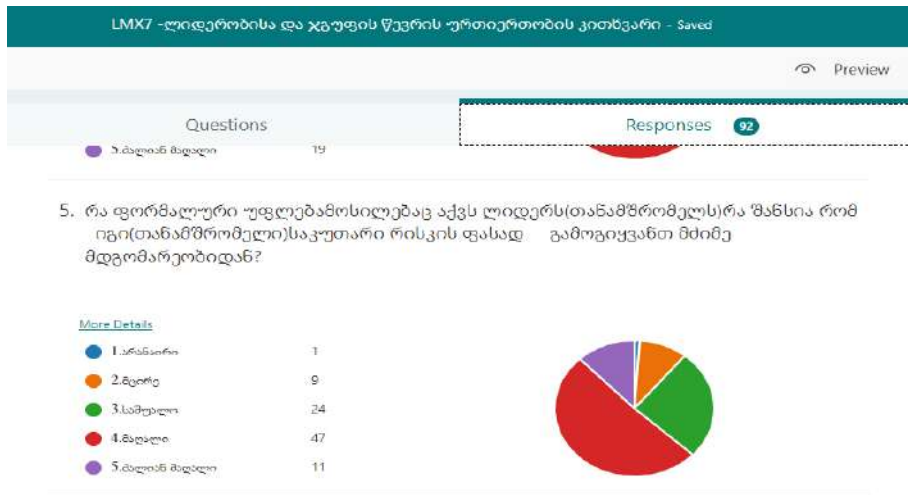 LMX7 -ლიდერობისა და ჯგუფის წევრის ურთიერთობის კითხვარი - Saved
Preview
Questions
Responses 92
5.ძალიან მაღალი 19
5. რა ფორმალური უფლებამოსილებაც აქვს ლიდერს(თანამშრომელს)რა შანსია რომ
იგი(თანამშრომელი)საკუთარი რისკის ფასად გამოგიყვანთ მძიმე
მდგომარეობიდან?
More Details
1.არანაირი 1
2.მცირე 9
3.საშუალო 24
4.მაღალი 47
5.ძალიან მაღალი 11